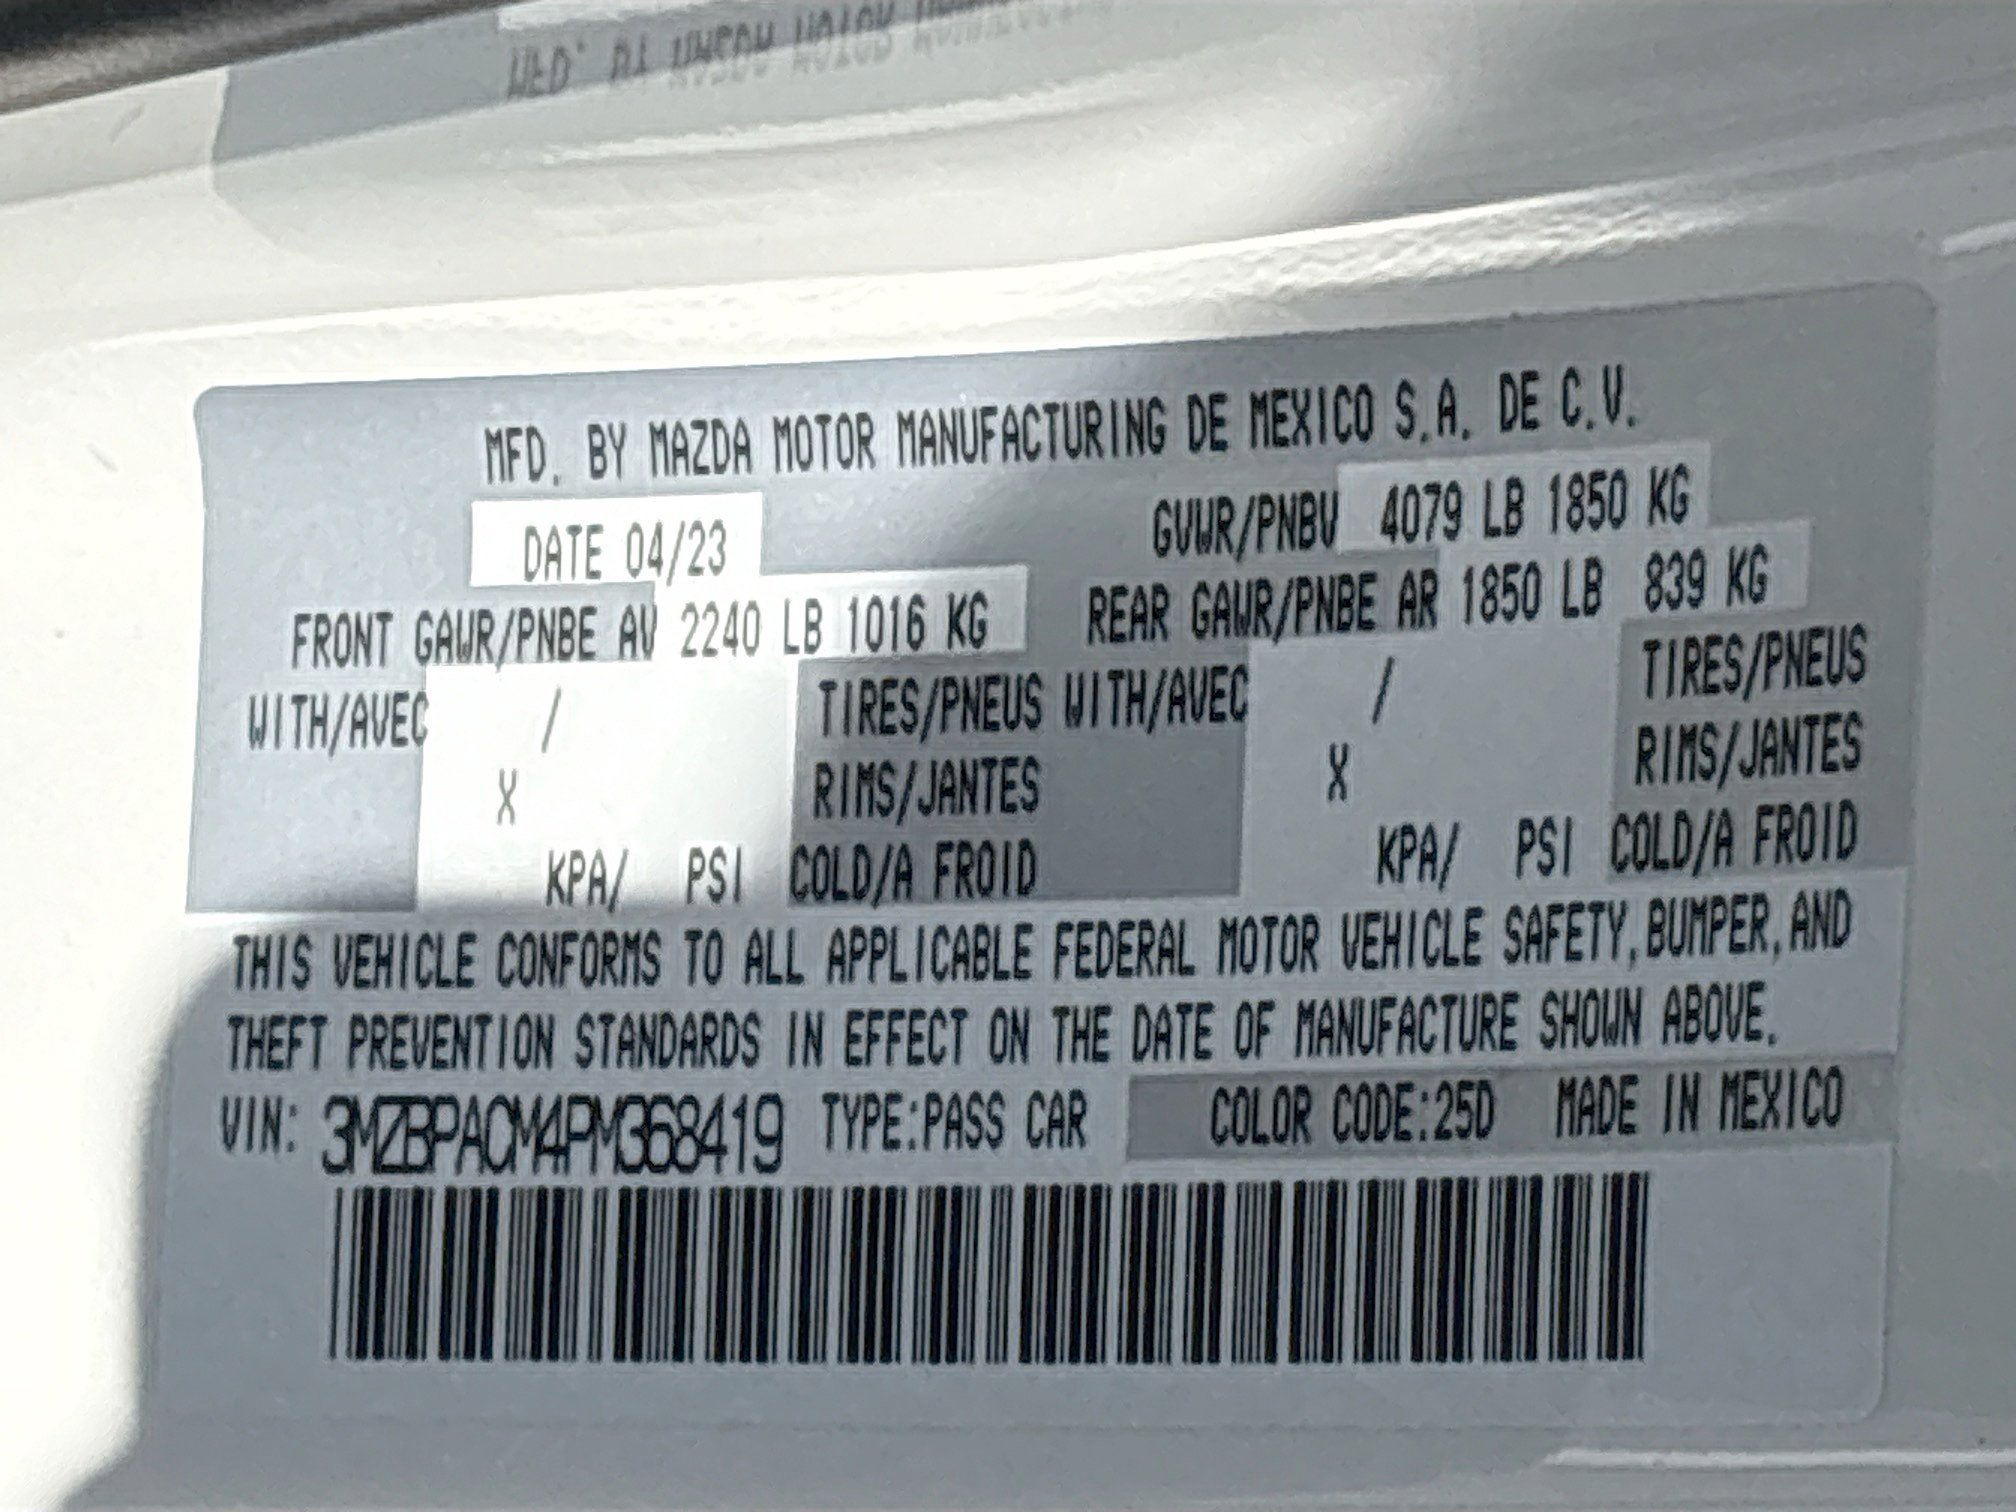 MFD. BY MAZDA MOTOR MANUFACTURING DE MEXICO S.A. DE C.V.
DATE 04/23 GVWR/PNBV 4079 LB 1850 KG
FRONT GAWR/PNBE AV 2240 LB 1016 KG REAR GAWR/PNBE AR 1850 LB 839 KG
WITH/AVEC / TIRES/PNEUS WITH/AVEC / TIRES/PNEUS
X RIMS/JANTES X RIMS/JANTES
KPA/ PSI COLD/A FROID KPA/ PSI COLD/A FROID
THIS VEHICLE CONFORMS TO ALL APPLICABLE FEDERAL MOTOR VEHICLE SAFETY, BUMPER, AND
THEFT PREVENTION STANDARDS IN EFFECT ON THE DATE OF MANUFACTURE SHOWN ABOVE.
VIN: 3MZBPACM4PM368419 TYPE:PASS CAR COLOR CODE:25D MADE IN MEXICO